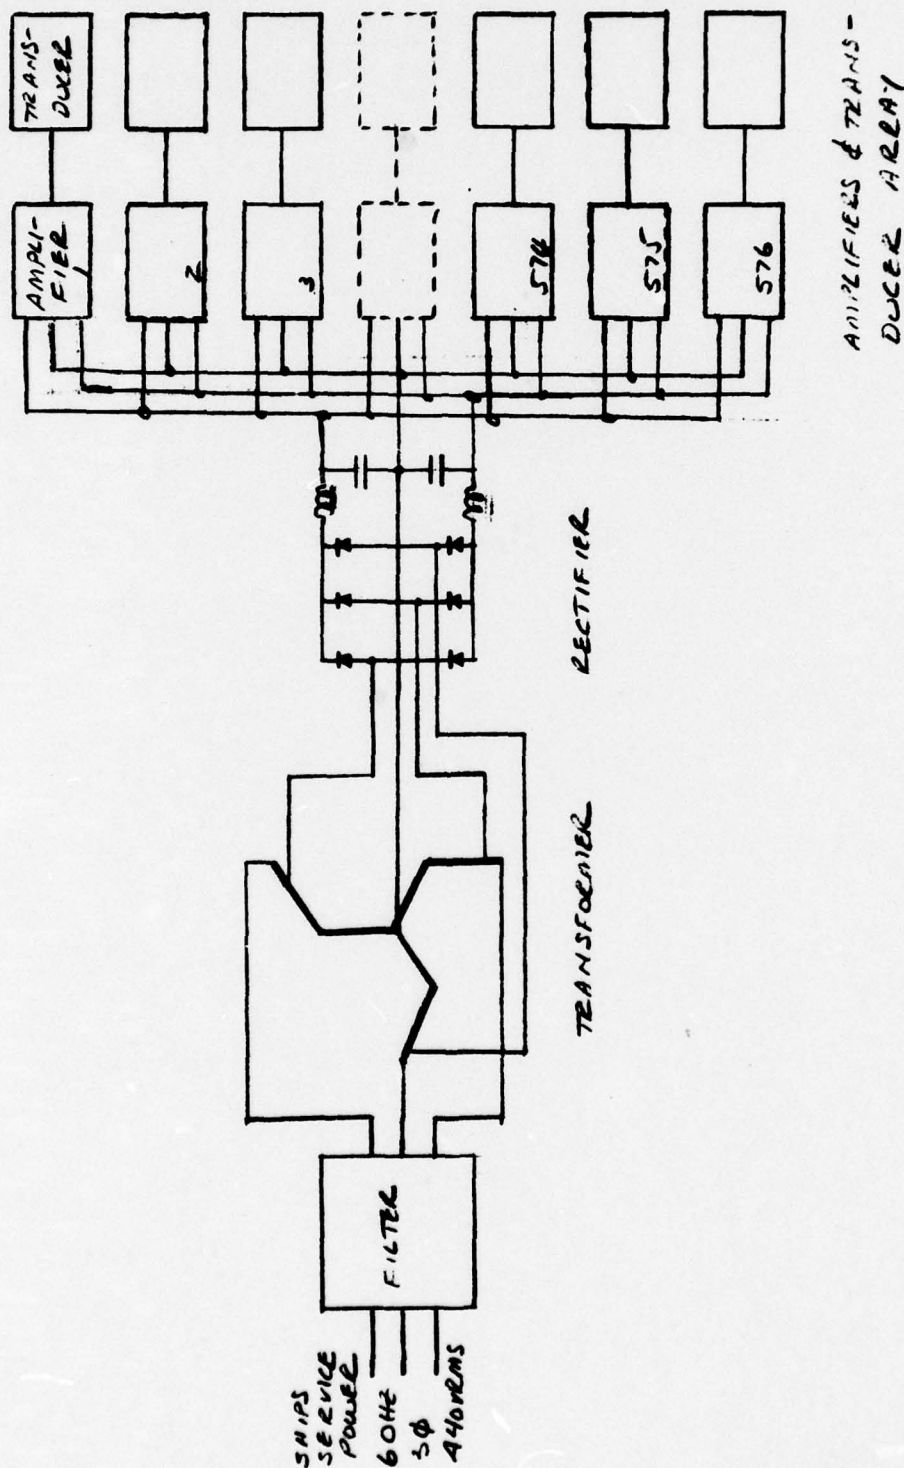 TRANS-
DUCER
AMPLI-
FIER
2
3
574
575
576
AMPLIFIERS & TRANS-
DUCER ARRAY
RECTIFIER
TRANSFORMER
FILTER
SHIPS
SERVICE
POWER
60HZ
3φ
440VRMS